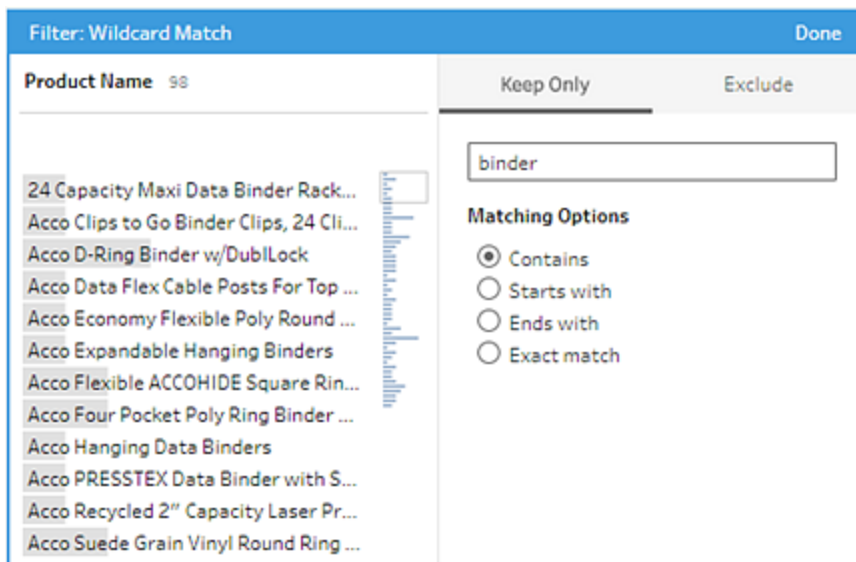 Filter: Wildcard Match Done
Product Name 98
Keep Only Exclude
binder
Matching Options
Contains
Starts with
Ends with
Exact match
24 Capacity Maxi Data Binder Rack...
Acco Clips to Go Binder Clips, 24 Cli...
Acco D-Ring Binder w/DublLock
Acco Data Flex Cable Posts For Top ...
Acco Economy Flexible Poly Round ...
Acco Expandable Hanging Binders
Acco Flexible ACCOHIDE Square Rin...
Acco Four Pocket Poly Ring Binder ...
Acco Hanging Data Binders
Acco PRESSTEX Data Binder with S...
Acco Recycled 2" Capacity Laser Pr...
Acco Suede Grain Vinyl Round Ring ...